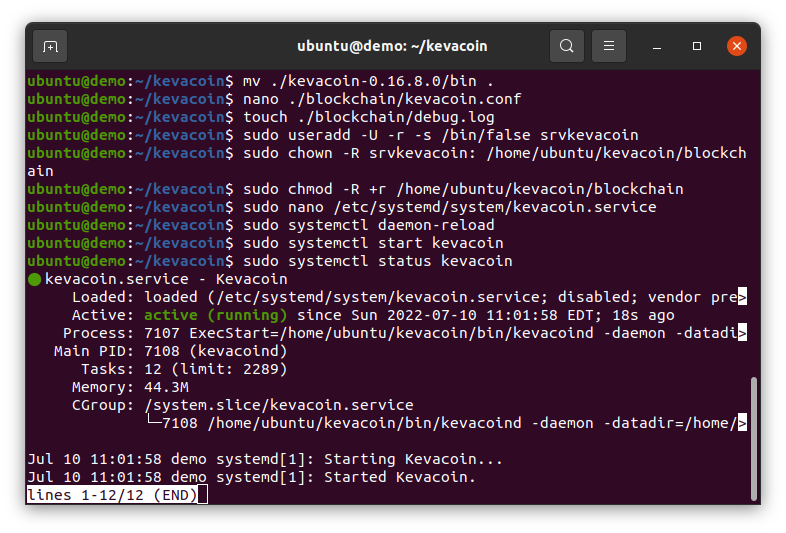 ubuntu@demo: ~/kevacoin
ubuntu@demo:~/kevacoin$ mv ./kevacoin-0.16.8.0/bin .
ubuntu@demo:~/kevacoin$ nano ./blockchain/kevacoin.conf
ubuntu@demo:~/kevacoin$ touch ./blockchain/debug.log
ubuntu@demo:~/kevacoin$ sudo useradd -U -r -s /bin/false srvkevacoin
ubuntu@demo:~/kevacoin$ sudo chown -R srvkevacoin: /home/ubuntu/kevacoin/blockch
ain
ubuntu@demo:~/kevacoin$ sudo chmod -R +r /home/ubuntu/kevacoin/blockchain
ubuntu@demo:~/kevacoin$ sudo nano /etc/systemd/system/kevacoin.service
ubuntu@demo:~/kevacoin$ sudo systemctl daemon-reload
ubuntu@demo:~/kevacoin$ sudo systemctl start kevacoin
ubuntu@demo:~/kevacoin$ sudo systemctl status kevacoin
● kevacoin.service - Kevacoin
Loaded: loaded (/etc/systemd/system/kevacoin.service; disabled; vendor pre>
Active: active (running) since Sun 2022-07-10 11:01:58 EDT; 18s ago
Process: 7107 ExecStart=/home/ubuntu/kevacoin/bin/kevacoind -daemon -datadi>
Main PID: 7108 (kevacoind)
Tasks: 12 (limit: 2289)
Memory: 44.3M
CGroup: /system.slice/kevacoin.service
└─7108 /home/ubuntu/kevacoin/bin/kevacoind -daemon -datadir=/home/>
Jul 10 11:01:58 demo systemd[1]: Starting Kevacoin...
Jul 10 11:01:58 demo systemd[1]: Started Kevacoin.
lines 1-12/12 (END)